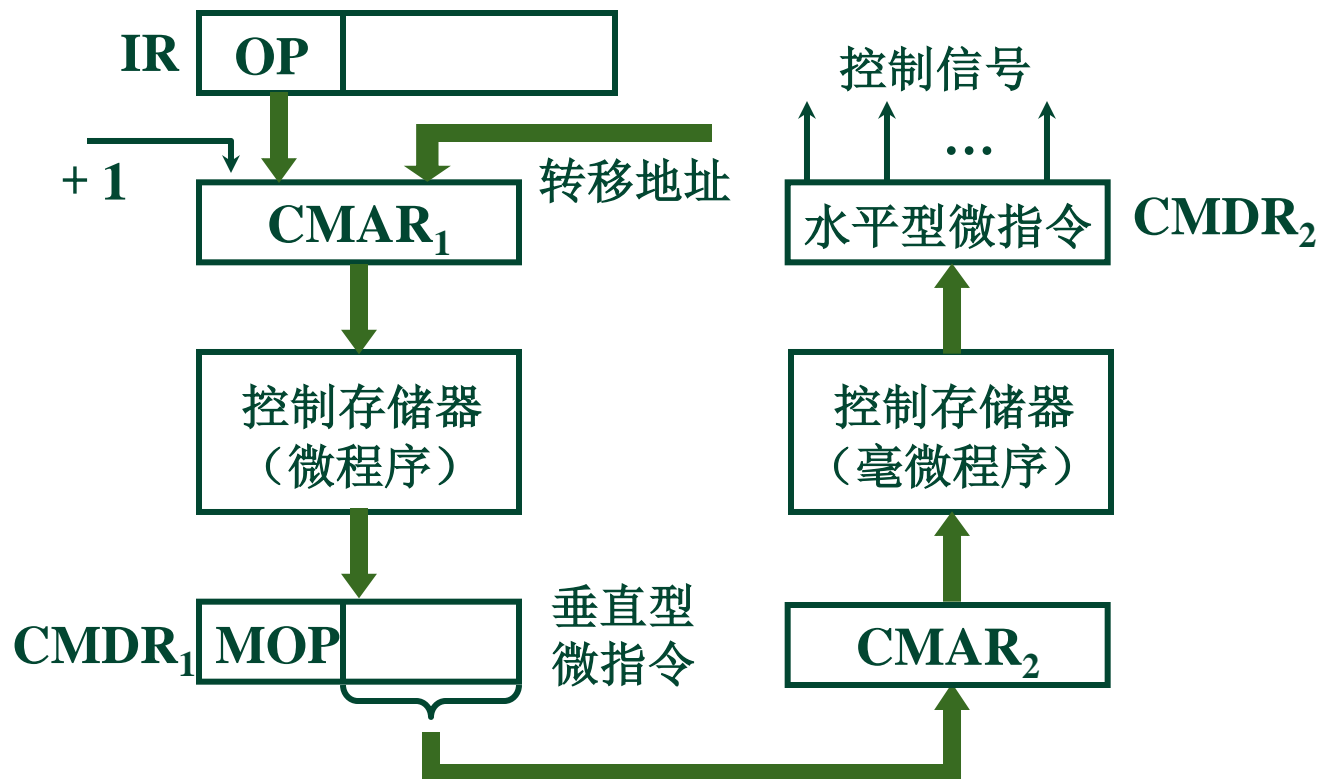 IR
OP
控制信号
+ 1
转移地址
…
CMAR1
水平型微指令
CMDR2
控制存储器
（微程序）
控制存储器
（毫微程序）
CMDR1
MOP
垂直型
微指令
CMAR2